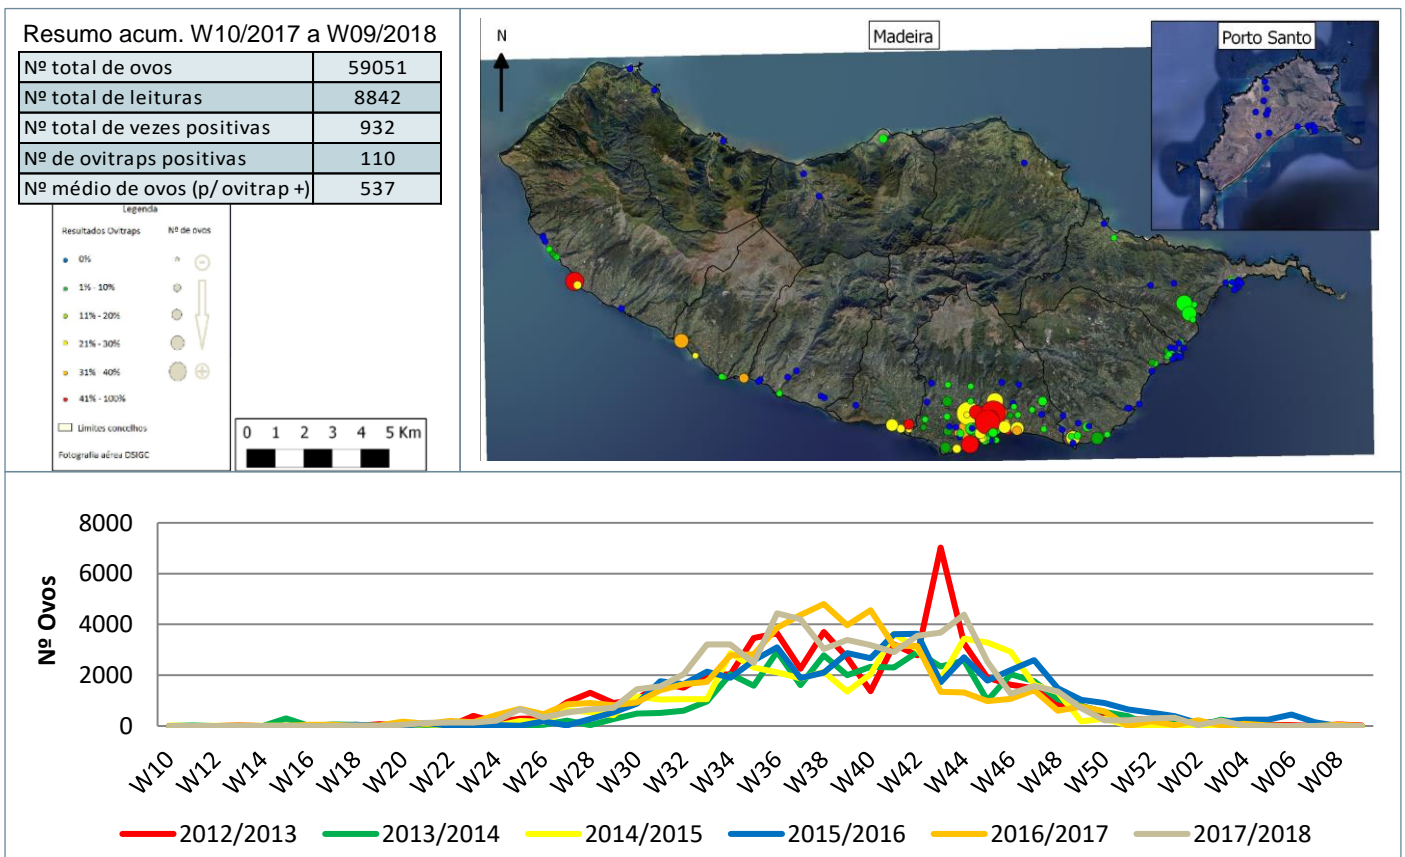 Resumo acum. W10/2017 a W09/2018
Nº total de ovos 59051
Nº total de leituras 8842
Nº total de vezes positivas 932
Nº de ovitraps positivas 110
Nº médio de ovos (p/ ovitrap +) 537
Legenda
Resultados Ovitraps Nº de ovos
0%
1% - 10%
11% - 20%
21% - 30%
31% - 40%
41% - 100%
Limites concelhos
Fotografia aérea DSIGC
0 1 2 3 4 5 Km
N
Madeira
Porto Santo
Nº Ovos
8000
6000
4000
2000
0
W10 W12 W14 W16 W18 W20 W22 W24 W26 W28 W30 W32 W34 W36 W38 W40 W42 W44 W46 W48 W50 W52 W02 W04 W06 W08
2012/2013 2013/2014 2014/2015 2015/2016 2016/2017 2017/2018